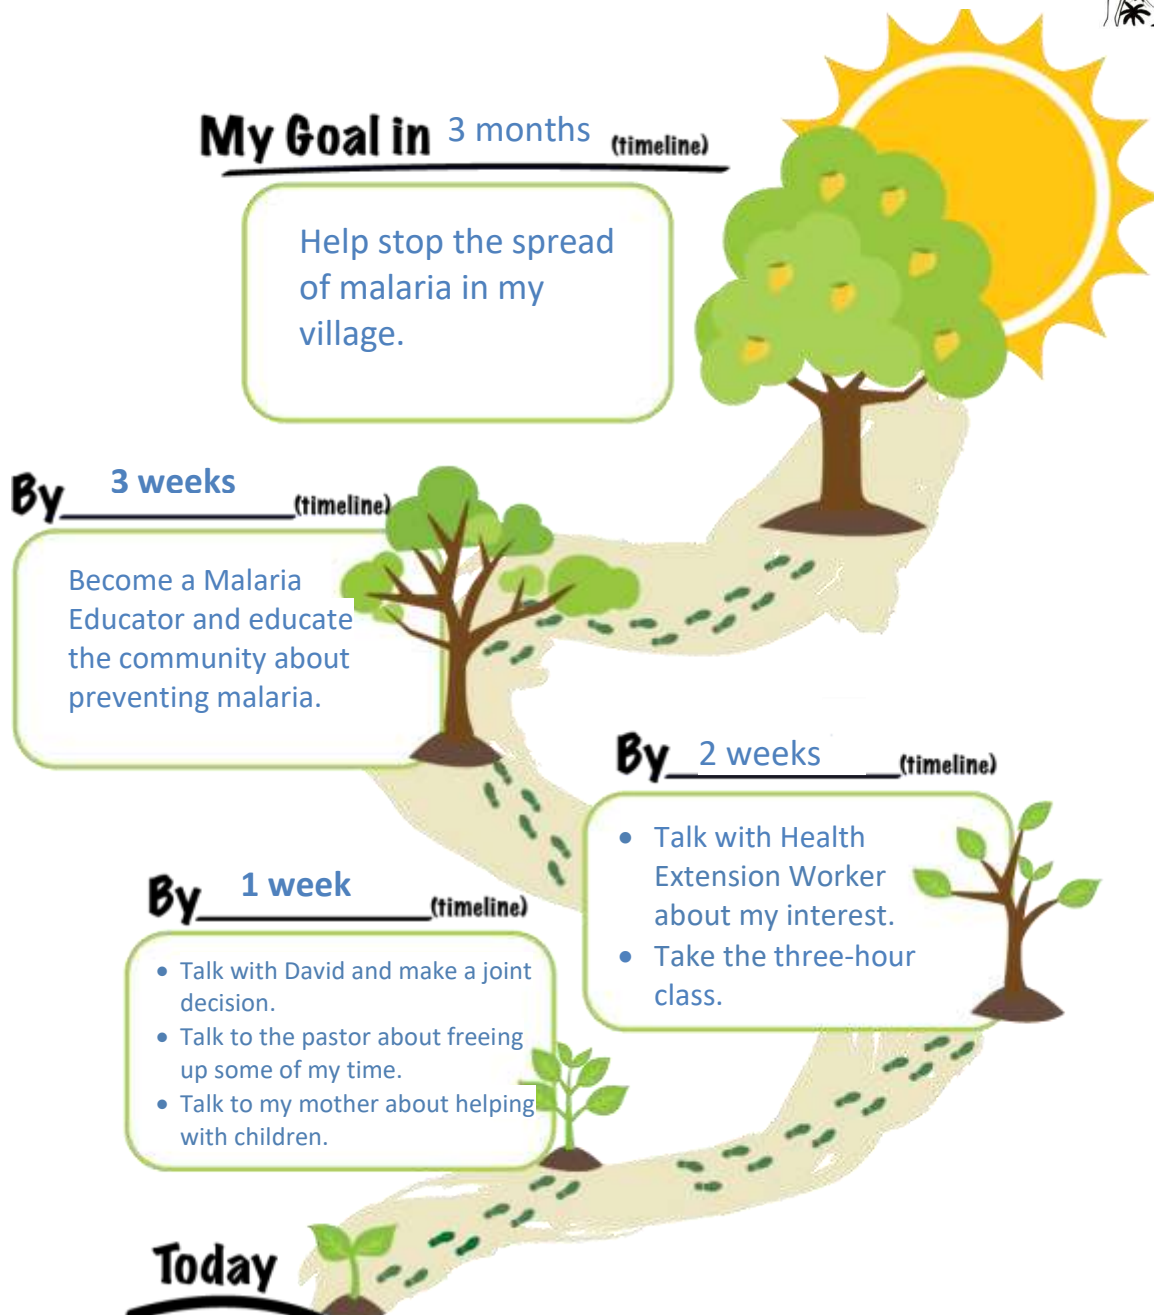 My Goal in 3 months (timeline)
Help stop the spread
of malaria in my
village.
By 3 weeks (timeline)
Become a Malaria
Educator and educate
the community about
preventing malaria.
By 2 weeks (timeline)
• Talk with Health
Extension Worker
about my interest.
• Take the three-hour
class.
By 1 week (timeline)
• Talk with David and make a joint
decision.
• Talk to the pastor about freeing
up some of my time.
• Talk to my mother about helping
with children.
Today